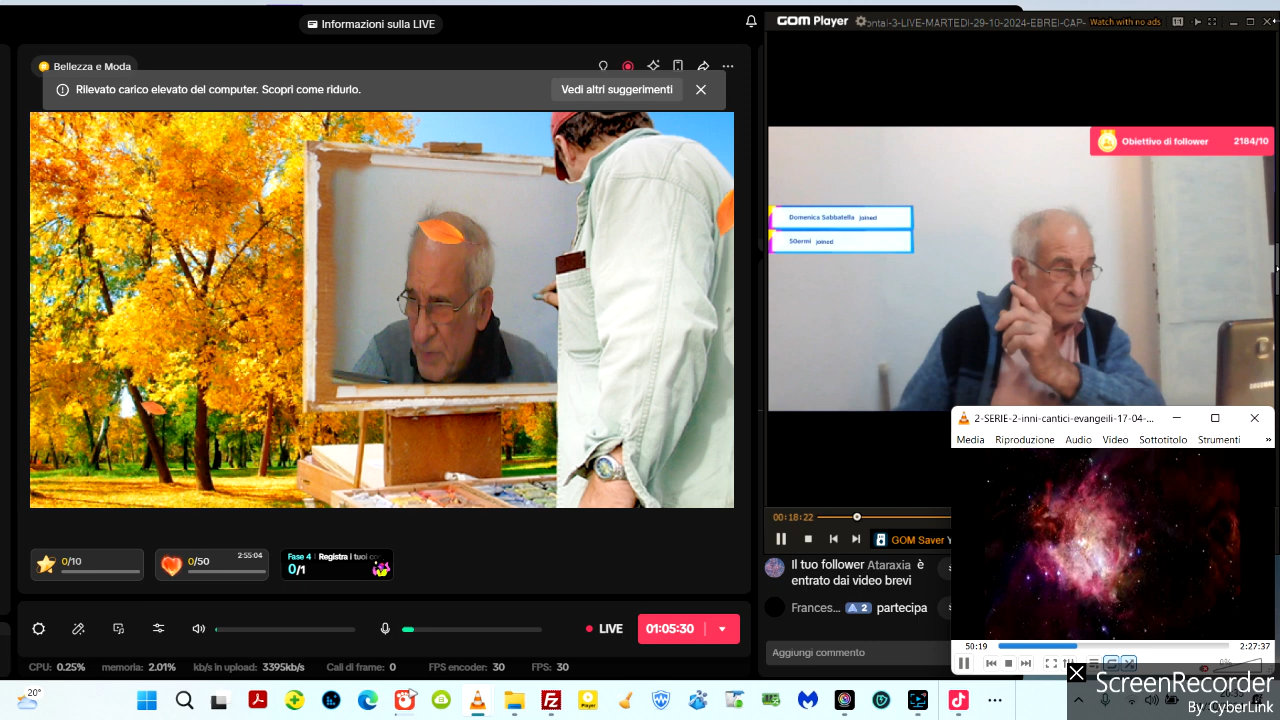 Informazioni sulla LIVE
Bellezza e Moda
Rilevato carico elevato del computer. Scopri come ridurlo.
Vedi altri suggerimenti
0/10
0/50
2:55:04
Fase 4 | Registra i tuoi co
0/1
LIVE
01:05:30
CPU: 0.25%
memoria: 2.01%
kb/s in upload: 3395kb/s
Cali di frame: 0
FPS encoder: 30
FPS: 30
GOM Player
ontal-3-LIVE-MARTEDI-29-10-2024-EBREI-CAP-
Watch with no ads
Obiettivo di follower 2184/10
Domenica Sabbatella joined
50ermi joined
00:18:22
GOM Saver
Il tuo follower Ataraxia è
entrato dai video brevi
Frances... 2 partecipa
Aggiungi commento
2-SERIE-2-inni-cantici-evangeili-17-04-...
Media Riproduzione Audio Video Sottotitolo Strumenti »
50:19
2:27:37
0%
20°
Player
ScreenRecorder
By CyberLink